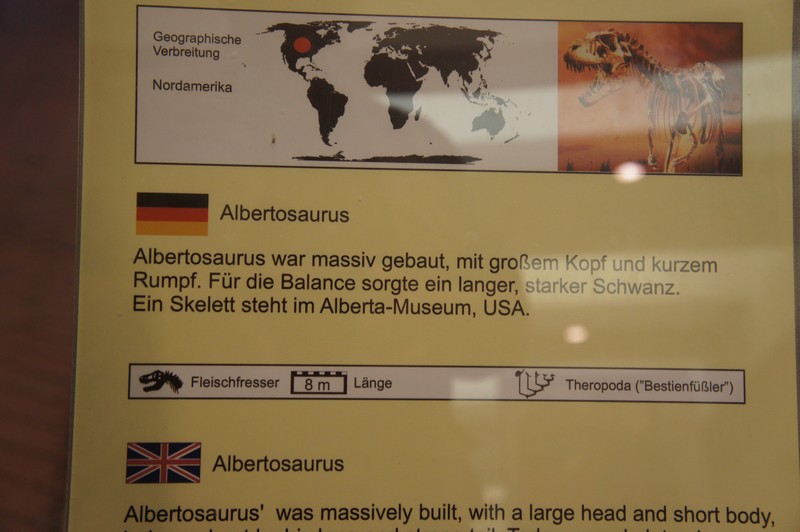 Geographische
Verbreitung
Nordamerika
Albertosaurus
Albertosaurus war massiv gebaut, mit großem Kopf und kurzem
Rumpf. Für die Balance sorgte ein langer, starker Schwanz.
Ein Skelett steht im Alberta-Museum, USA.
Fleischfresser 8 m Länge Theropoda ("Bestienfüßler")
Albertosaurus
Albertosaurus' was massively built, with a large head and short body,